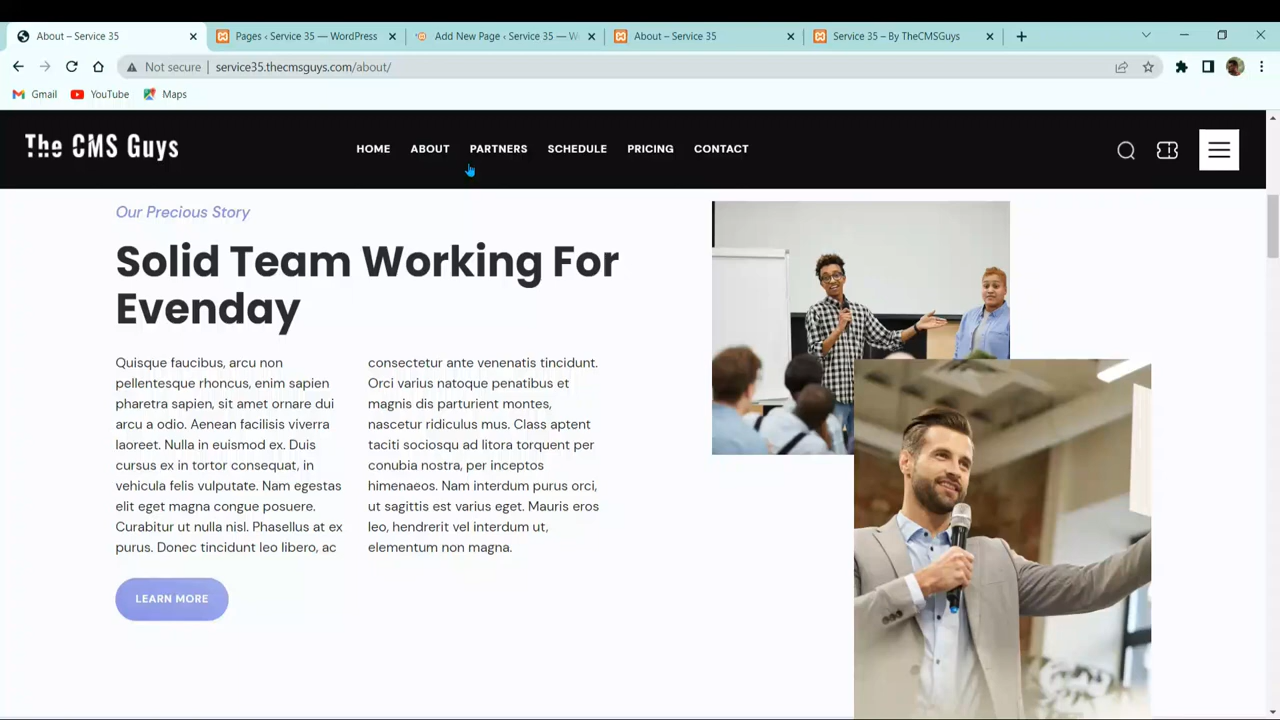 About – Service 35
Pages ‹ Service 35 — WordPress
Add New Page ‹ Service 35 — W
About – Service 35
Service 35 – By TheCMSGuys
Not secure
service35.thecmsguys.com/about/
Gmail
YouTube
Maps
The CMS Guys
HOME
ABOUT
PARTNERS
SCHEDULE
PRICING
CONTACT
Our Precious Story
Solid Team Working For
Evenday
Quisque faucibus, arcu non
pellentesque rhoncus, enim sapien
pharetra sapien, sit amet ornare dui
arcu a odio. Aenean facilisis viverra
laoreet. Nulla in euismod ex. Duis
cursus ex in tortor consequat, in
vehicula felis vulputate. Nam egestas
elit eget magna congue posuere.
Curabitur ut nulla nisl. Phasellus at ex
purus. Donec tincidunt leo libero, ac
consectetur ante venenatis tincidunt.
Orci varius natoque penatibus et
magnis dis parturient montes,
nascetur ridiculus mus. Class aptent
taciti sociosqu ad litora torquent per
conubia nostra, per inceptos
himenaeos. Nam interdum purus orci,
ut sagittis est varius eget. Mauris eros
leo, hendrerit vel interdum ut,
elementum non magna.
LEARN MORE